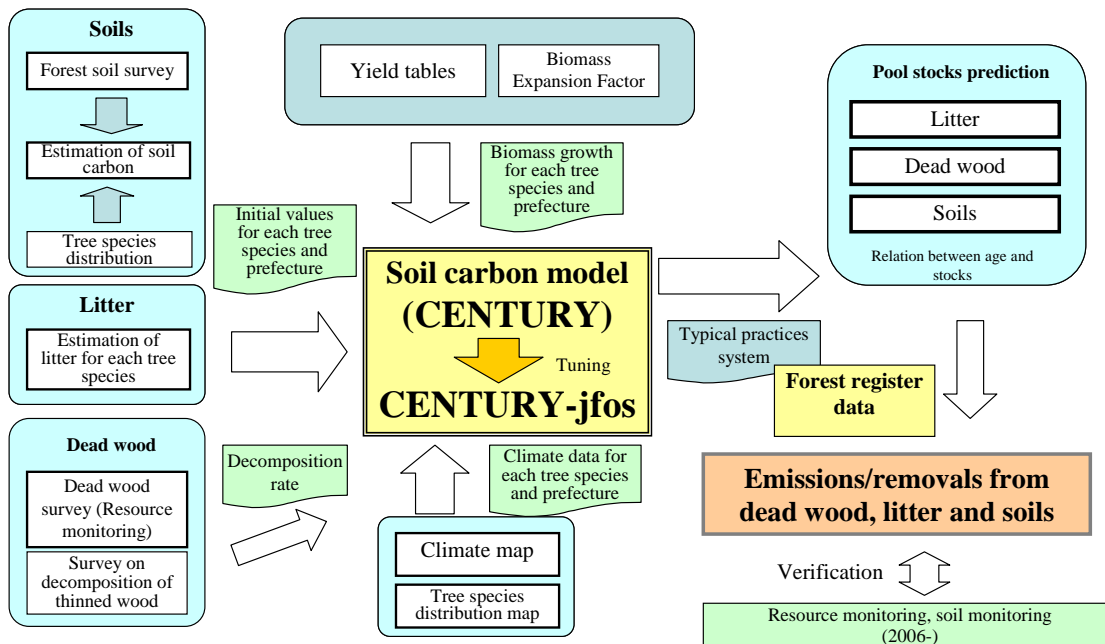 Soils
Forest soil survey
Estimation of soil
carbon
Tree species
distribution
Litter
Estimation of
litter for each tree
species
Dead wood
Dead wood
survey (Resource
monitoring)
Survey on
decomposition of
thinned wood
Yield tables
Biomass
Expansion Factor
Biomass growth
for each tree
species and
prefecture
Initial values
for each tree
species and
prefecture
Decomposition
rate
Soil carbon model
(CENTURY)
Tuning
CENTURY-jfos
Climate data for
each tree species
and prefecture
Climate map
Tree species
distribution map
Pool stocks prediction
Litter
Dead wood
Soils
Relation between age and
stocks
Typical practices
system
Forest register
data
Emissions/removals from
dead wood, litter and soils
Verification
Resource monitoring, soil monitoring
(2006-)